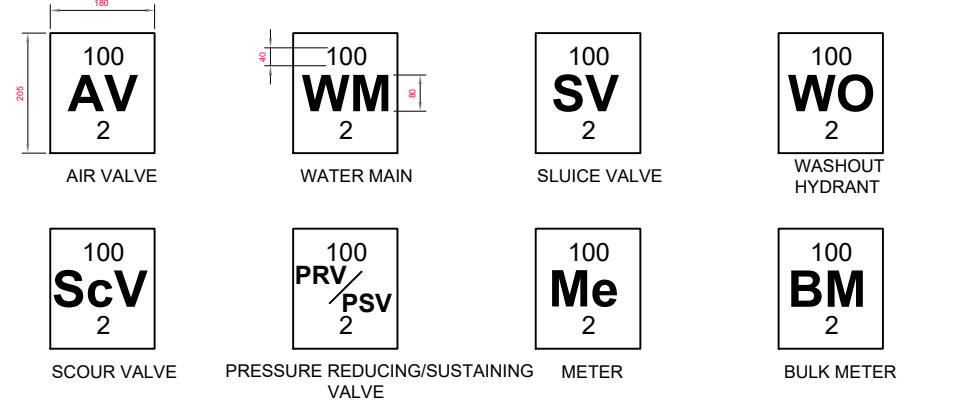 180
205
100
AV
2
AIR VALVE
40
100
WM
80
2
WATER MAIN
100
SV
2
SLUICE VALVE
100
WO
2
WASHOUT
HYDRANT
100
ScV
2
SCOUR VALVE
100
PRV/
PSV
2
PRESSURE REDUCING/SUSTAINING
VALVE
100
Me
2
METER
100
BM
2
BULK METER